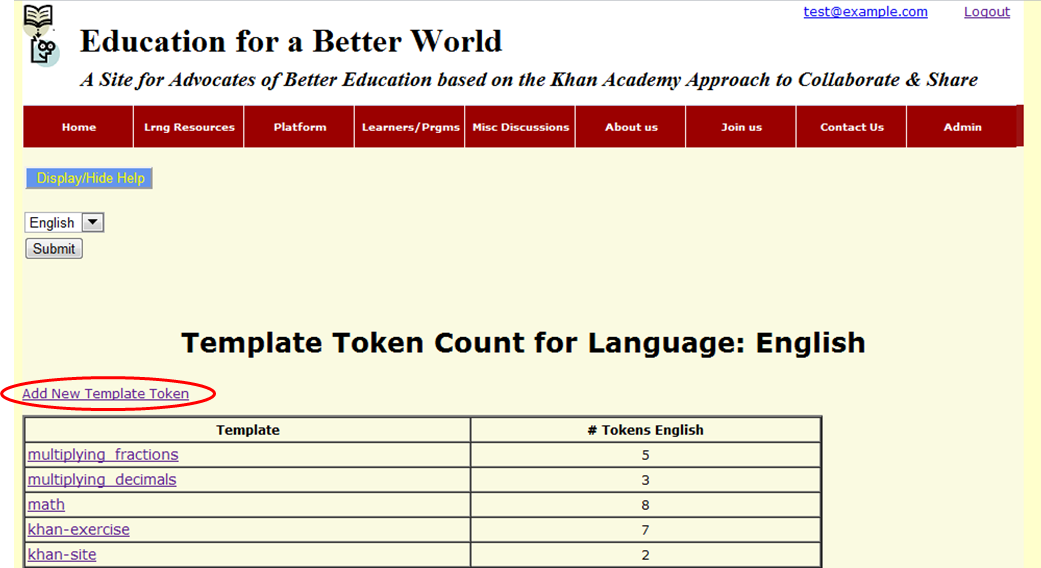 test@example.com Logout
Education for a Better World
A Site for Advocates of Better Education based on the Khan Academy Approach to Collaborate & Share
Home Lrng Resources Platform Learners/Prgms Misc Discussions About us Join us Contact Us Admin
Display/Hide Help
English
Submit
Template Token Count for Language: English
Add New Template Token
Template # Tokens English
multiplying_fractions 5
multiplying_decimals 3
math 8
khan-exercise 7
khan-site 2